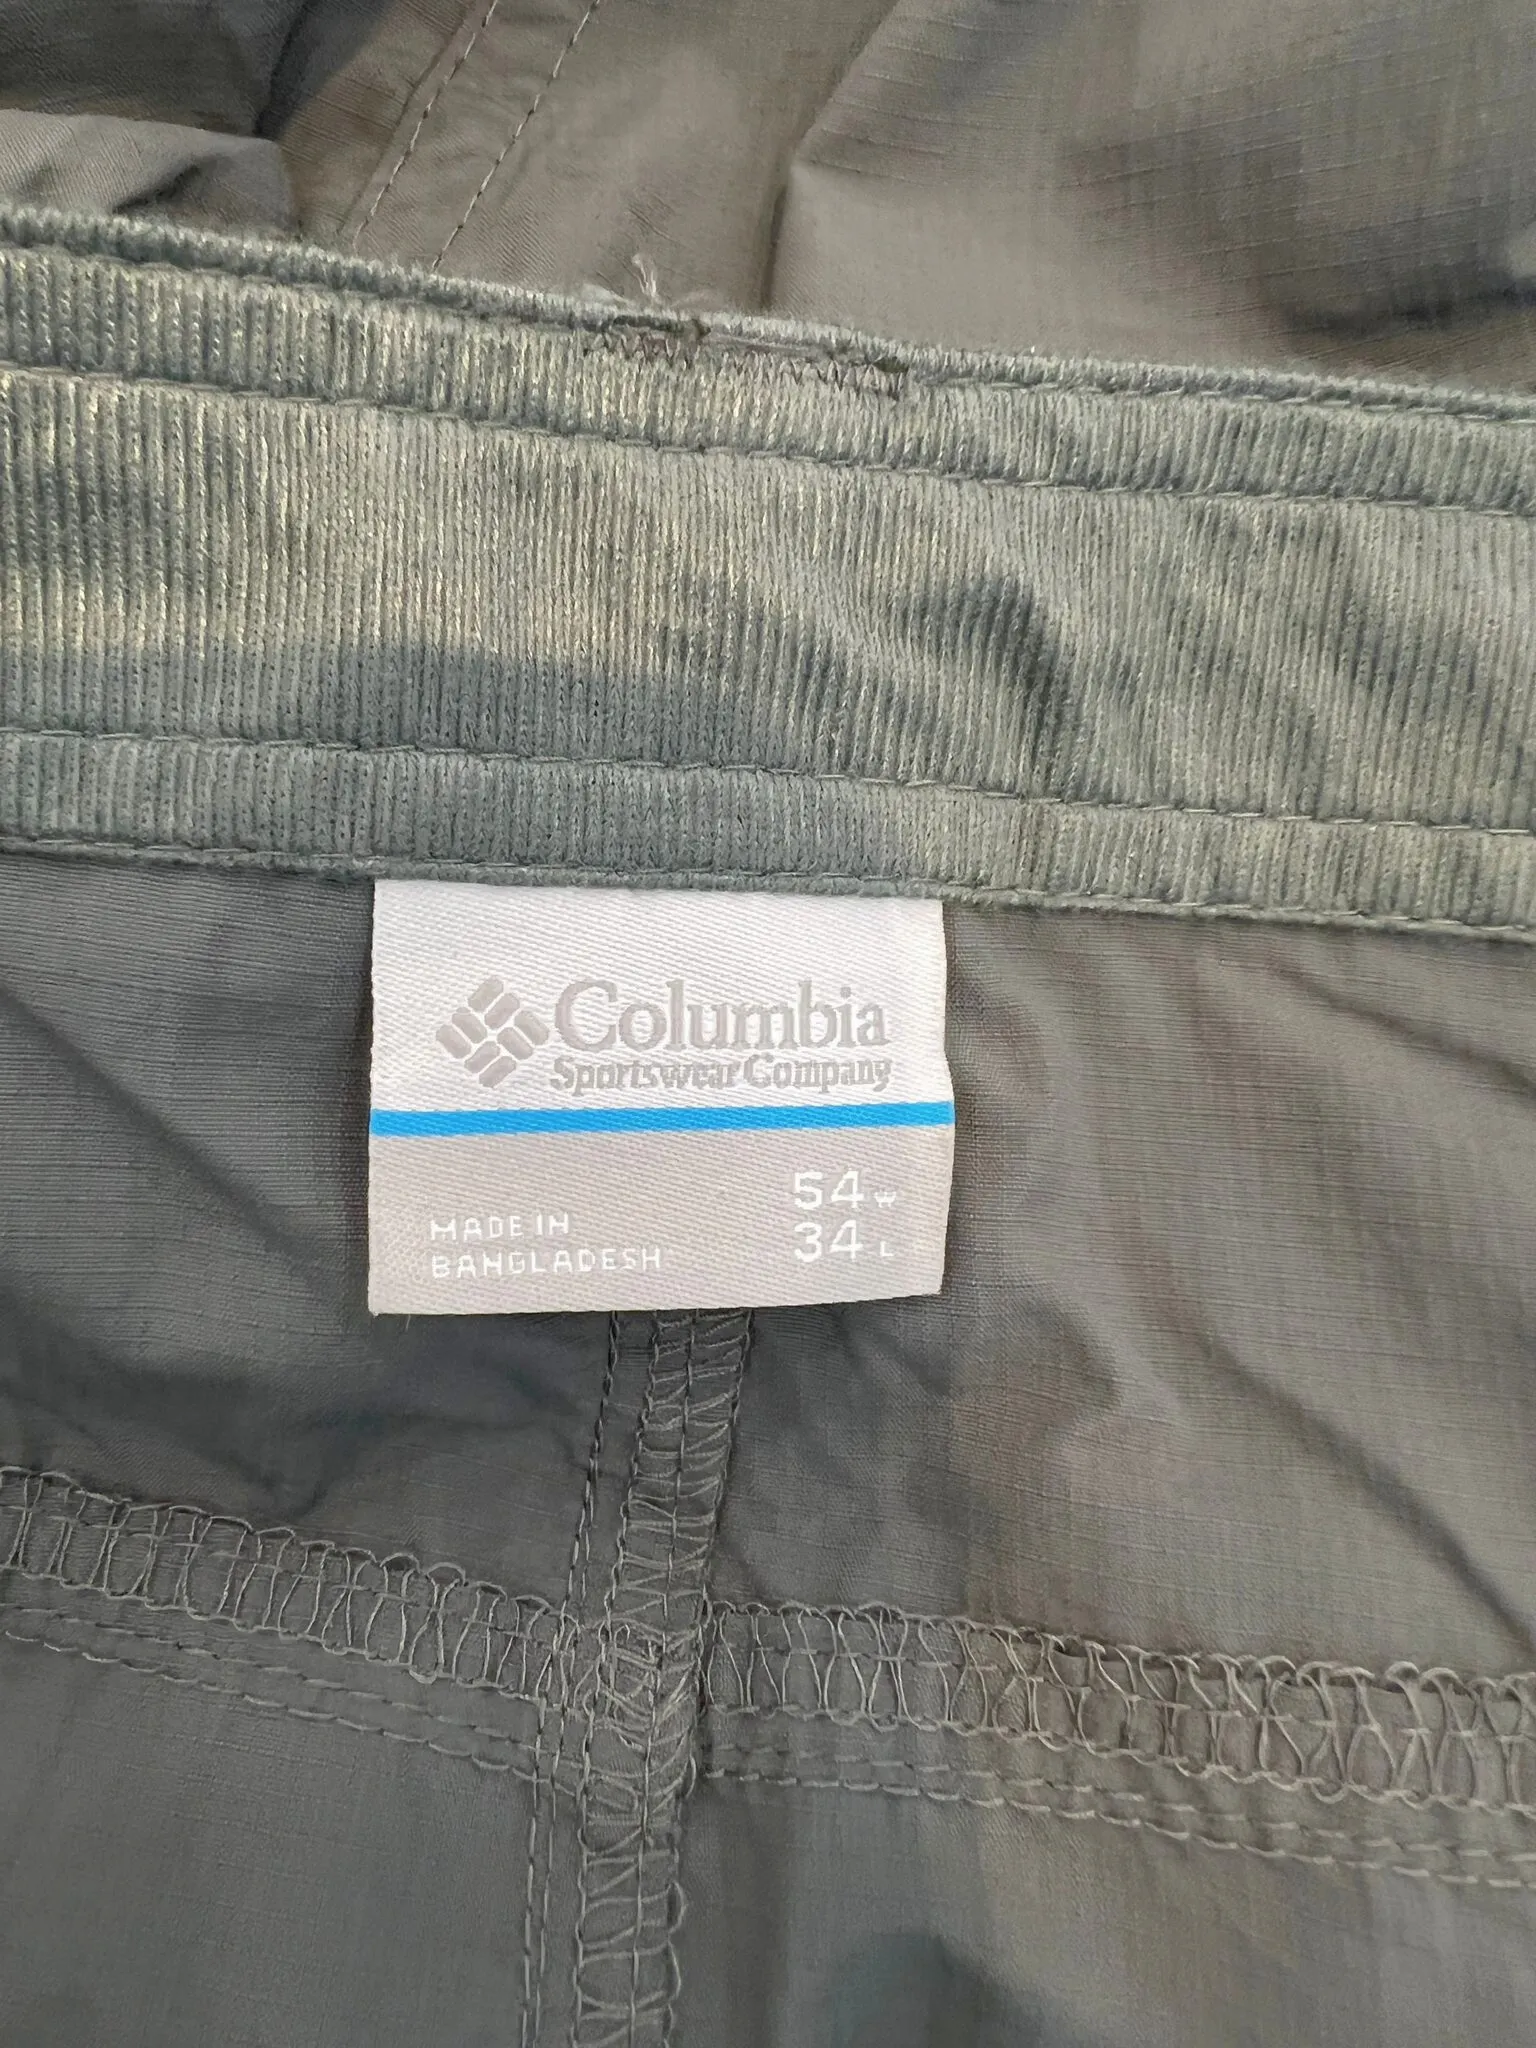 Columbia
Sportswear Company
54 W
MADE IN
34 L
BANGLADESH